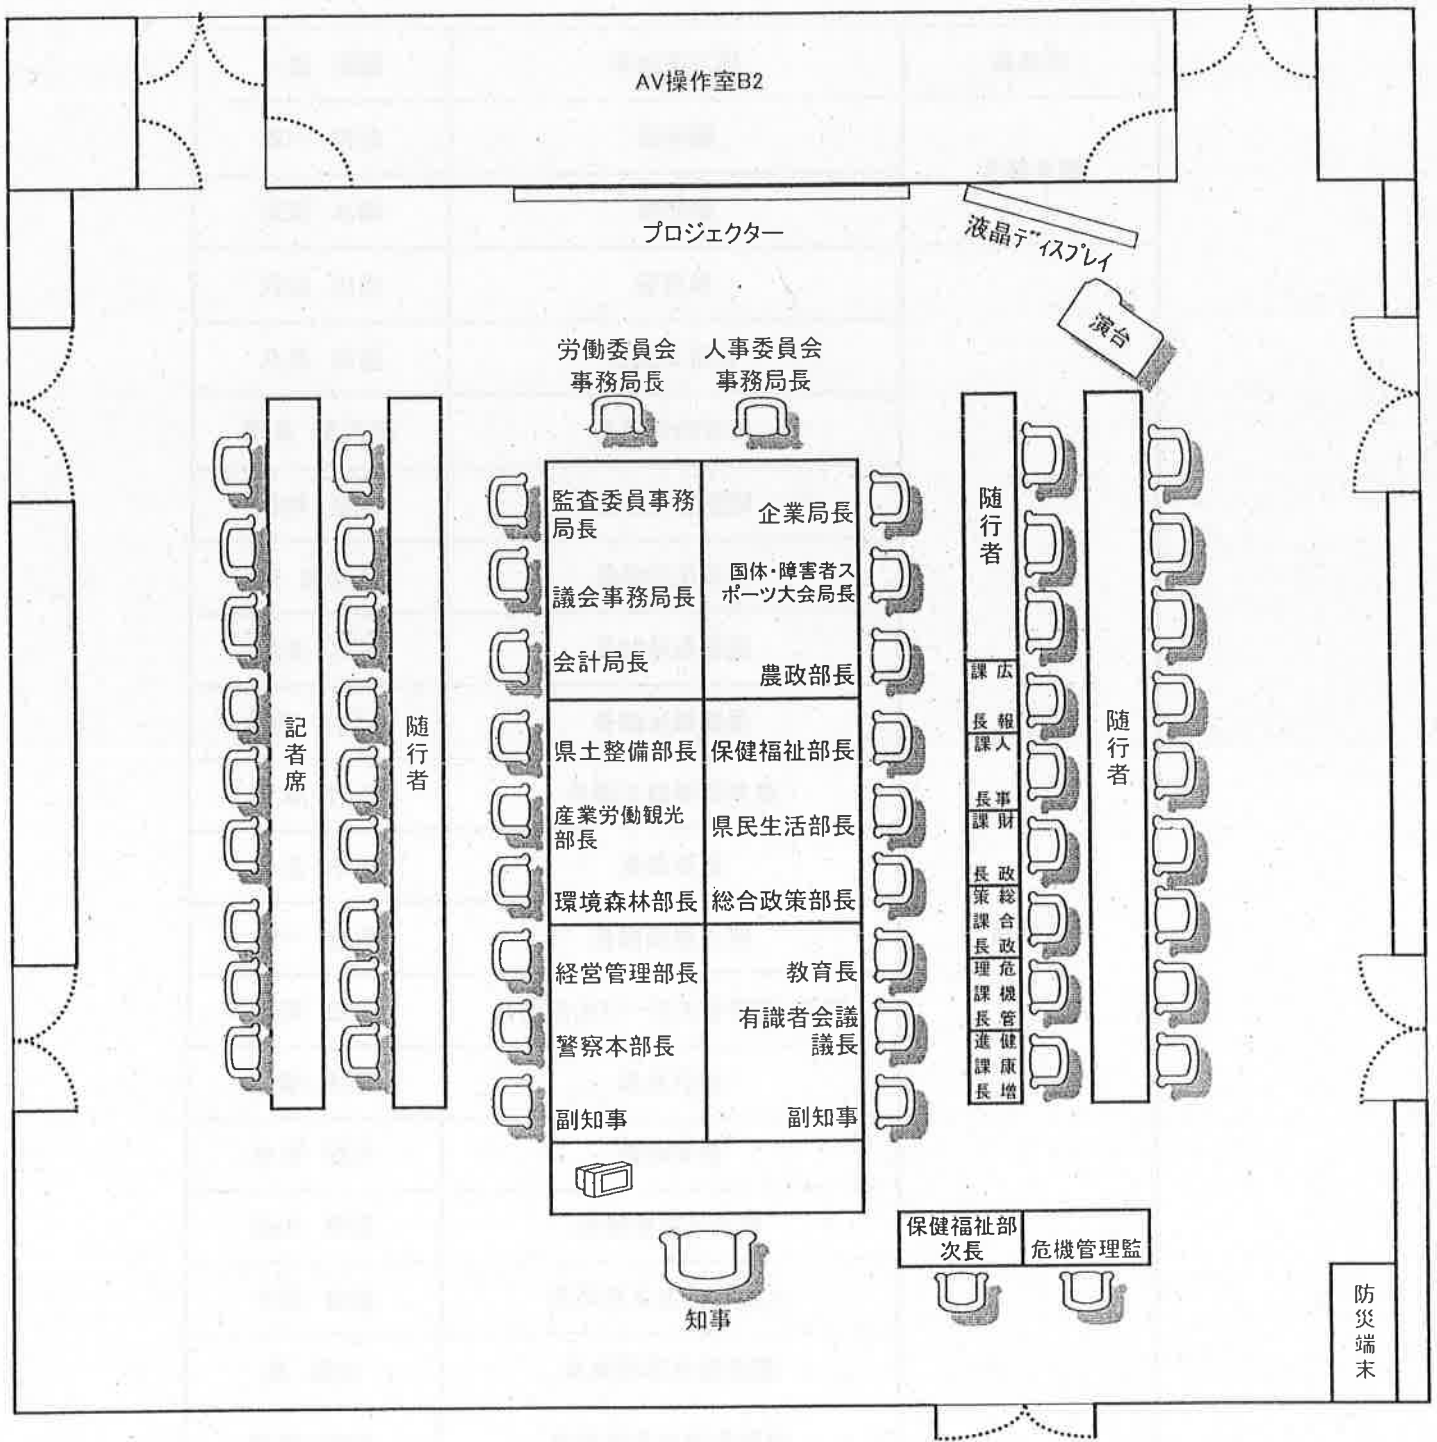 AV操作室B2
プロジェクター
液晶ディスプレイ
演台
労働委員会
事務局長
人事委員会
事務局長
監査委員事務
局長
企業局長
議会事務局長
国体・障害者ス
ポーツ大会局長
会計局長
農政部長
県土整備部長
保健福祉部長
産業労働観光
部長
県民生活部長
環境森林部長
総合政策部長
経営管理部長
教育長
警察本部長
有識者会議
議長
副知事
副知事
記者席
随行者
随行者
広報
課長
人事
課長
財政
課長
総合政
策課長
危機管
理課長
健康増
進課長
随行者
知事
保健福祉部
次長
危機管理監
防災端末